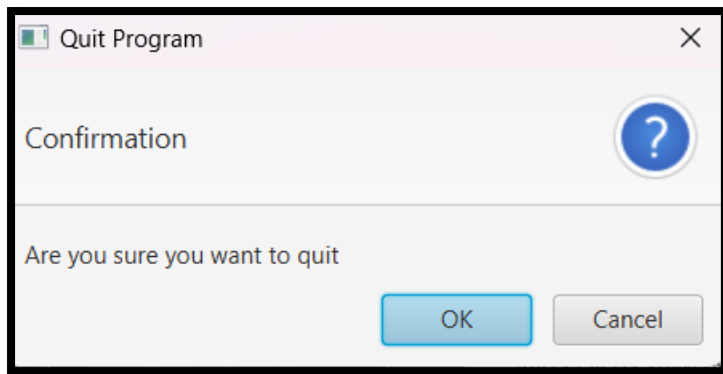 Quit Program
Confirmation
?
Are you sure you want to quit
OK Cancel